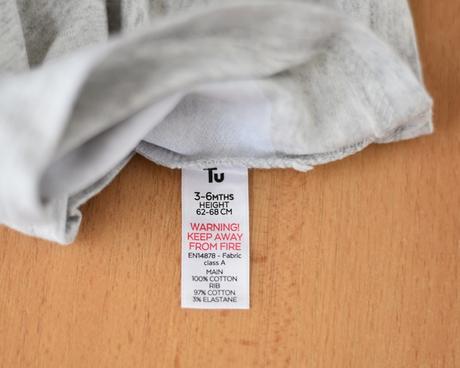 Tu
3-6MTHS
HEIGHT
62-68 CM
WARNING!
KEEP AWAY
FROM FIRE
EN14878 - Fabric
class A
MAIN
100% COTTON
RIB
97% COTTON
3% ELASTANE